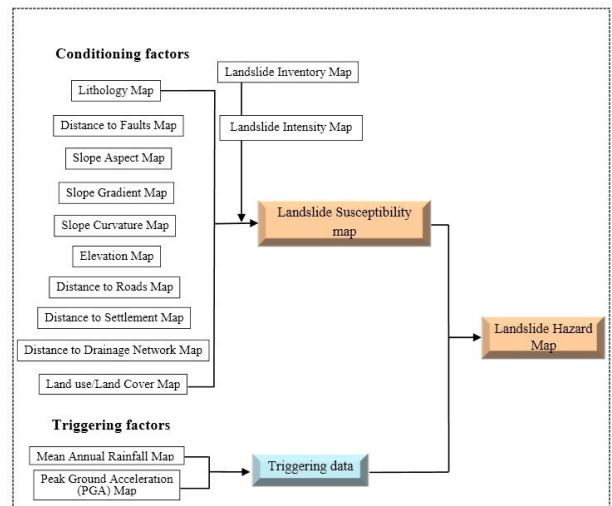 Conditioning factors
Landslide Inventory Map
Lithology Map
Distance to Faults Map
Landslide Intensity Map
Slope Aspect Map
Slope Gradient Map
Slope Curvature Map
Landslide Susceptibility
map
Elevation Map
Distance to Roads Map
Distance to Settlement Map
Distance to Drainage Network Map
Land use/Land Cover Map
Landslide Hazard
Map
Triggering factors
Mean Annual Rainfall Map
Peak Ground Acceleration
(PGA) Map
Triggering data